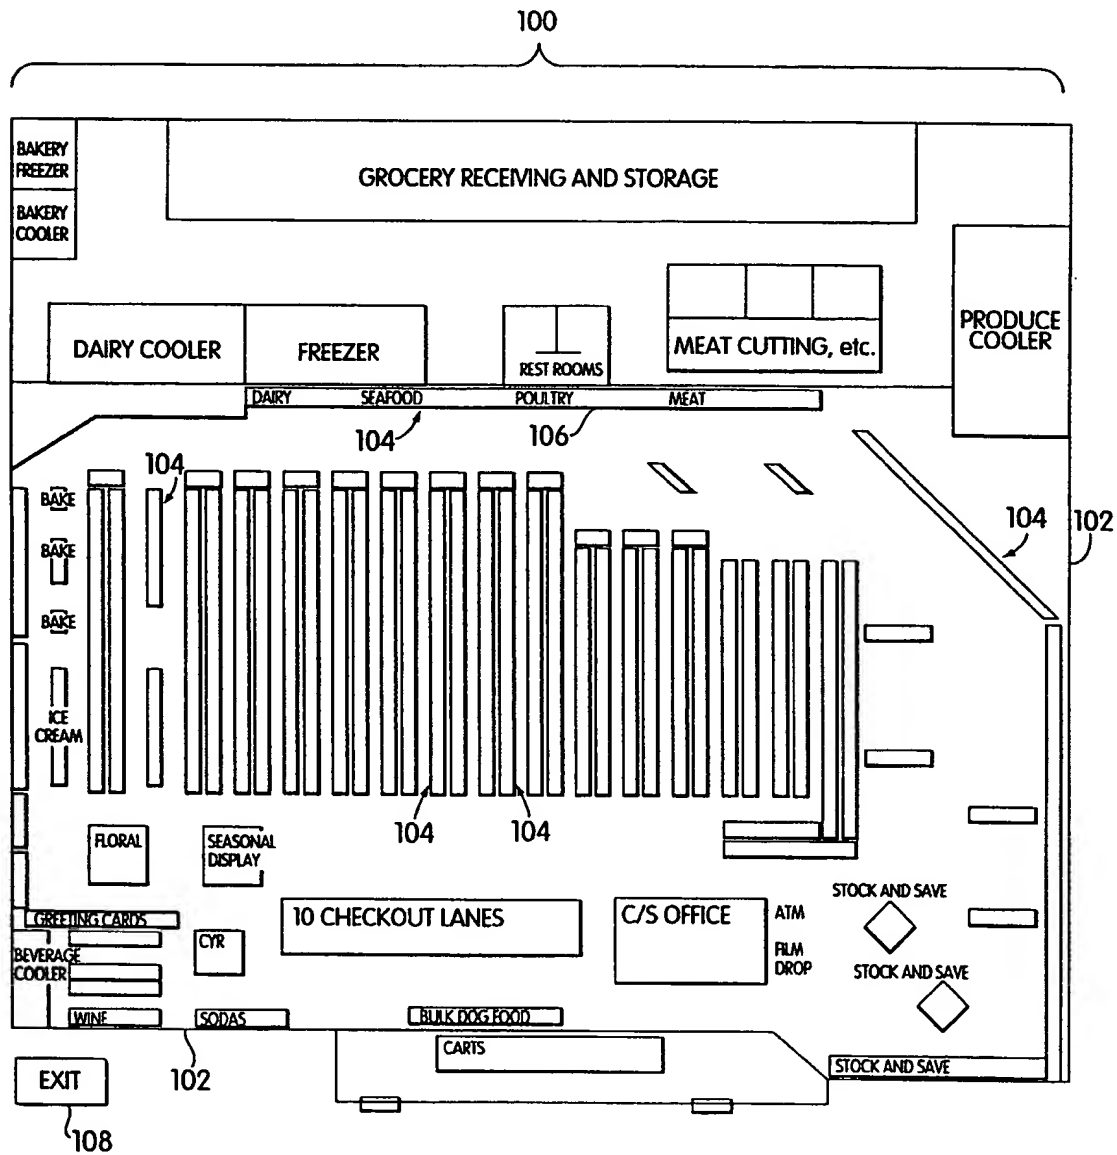 100
BAKERY
FREEZER
GROCERY RECEIVING AND STORAGE
BAKERY
COOLER
DAIRY COOLER
FREEZER
REST ROOMS
MEAT CUTTING, etc.
PRODUCE
COOLER
DAIRY
SEAFOOD
POULTRY
MEAT
104
106
104
BAKE
BAKE
BAKE
104
102
ICE
CREAM
104
104
FLORAL
SEASONAL
DISPLAY
STOCK AND SAVE
GREETING CARDS
10 CHECKOUT LANES
C/S OFFICE
ATM
FILM
DROP
CYR
BEVERAGE
COOLER
STOCK AND SAVE
WINE
SODAS
BULK DOG FOOD
CARTS
STOCK AND SAVE
EXIT
102
108